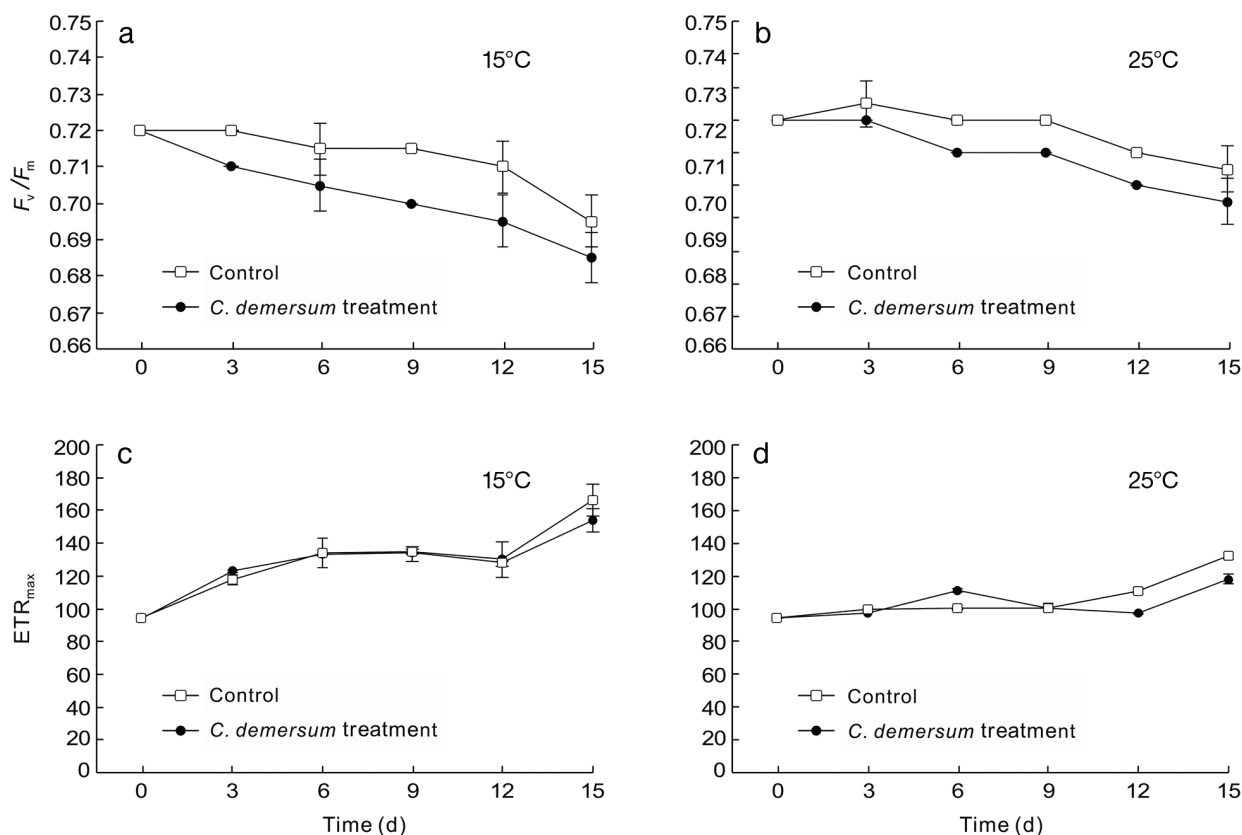 a
15°C
0.75
0.74
0.73
0.72
0.71
0.70
0.69
0.68
0.67
0.66
Fv/Fm
Control
C. demersum treatment
0 3 6 9 12 15
b
25°C
0.75
0.74
0.73
0.72
0.71
0.70
0.69
0.68
0.67
0.66
Control
C. demersum treatment
0 3 6 9 12 15
c
15°C
200
180
160
140
120
100
80
60
40
20
0
ETRmax
Control
C. demersum treatment
0 3 6 9 12 15
Time (d)
d
25°C
200
180
160
140
120
100
80
60
40
20
0
Control
C. demersum treatment
0 3 6 9 12 15
Time (d)